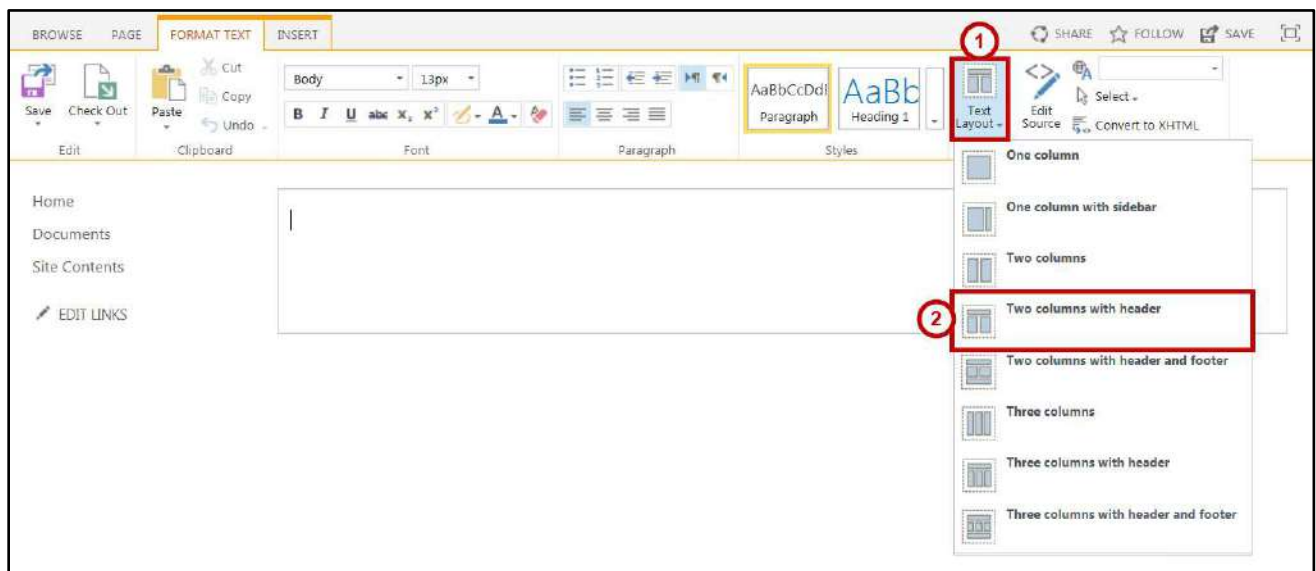 BROWSE PAGE FORMAT TEXT INSERT SHARE FOLLOW SAVE
1
Save Check Out
Paste Cut
Copy
Undo
Body 13px
B I U abc X₂ X² A
AaBbCcDdI
Paragraph
AaBb
Heading 1
Text
Layout
Edit
Source
Select
Convert to XHTML
Edit Clipboard Font Paragraph Styles
Home
Documents
Site Contents
EDIT LINKS
One column
One column with sidebar
Two columns
2
Two columns with header
Two columns with header and footer
Three columns
Three columns with header
Three columns with header and footer